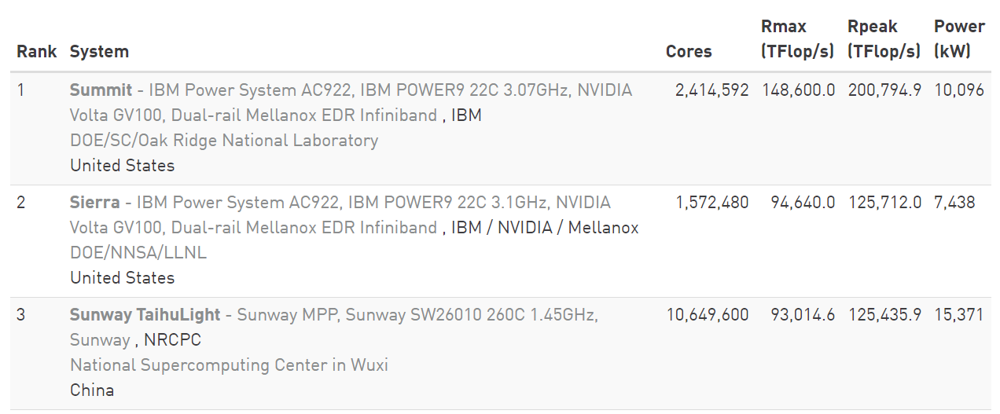 Rank System Cores Rmax (TFlop/s) Rpeak (TFlop/s) Power (kW)
1 Summit - IBM Power System AC922, IBM POWER9 22C 3.07GHz, NVIDIA 2,414,592 148,600.0 200,794.9 10,096
Volta GV100, Dual-rail Mellanox EDR Infiniband , IBM
DOE/SC/Oak Ridge National Laboratory
United States
2 Sierra - IBM Power System AC922, IBM POWER9 22C 3.1GHz, NVIDIA 1,572,480 94,640.0 125,712.0 7,438
Volta GV100, Dual-rail Mellanox EDR Infiniband , IBM / NVIDIA / Mellanox
DOE/NNSA/LLNL
United States
3 Sunway TaihuLight - Sunway MPP, Sunway SW26010 260C 1.45GHz, 10,649,600 93,014.6 125,435.9 15,371
Sunway , NRCPC
National Supercomputing Center in Wuxi
China